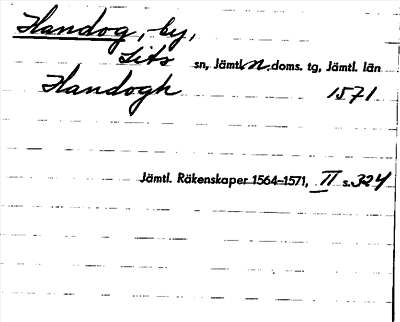 Handog, by,
Lits sn, Jämtl. n. doms. tg, Jämtl. län
Handogh 1571
Jämtl. Räkenskaper 1564–1571, II s. 324